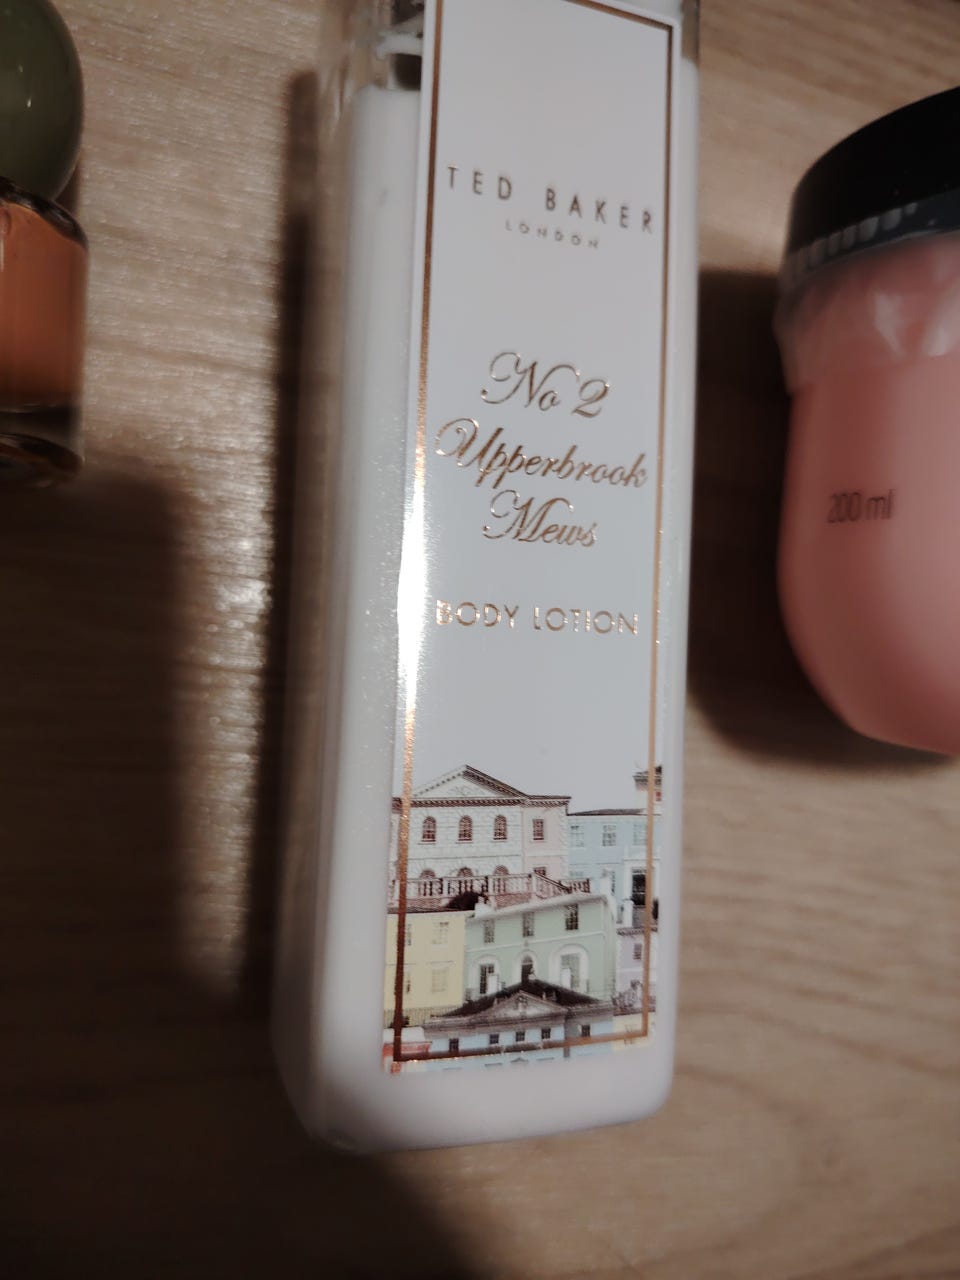 TED BAKER
LONDON
No 2
Upperbrook
Mews
BODY LOTION
200 ml